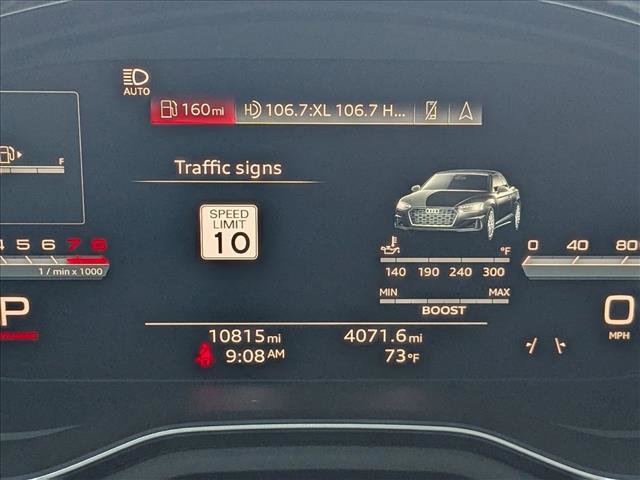 AUTO
160 mi
106.7:XL 106.7 H...
Traffic signs
F
SPEED
LIMIT
10
4 5 6 7 8
1 / min x 1000
°F
140 190 240 300
0 40 80
MIN MAX
BOOST
P
0
MPH
10815 mi 4071.6 mi
9:08 AM 73°F